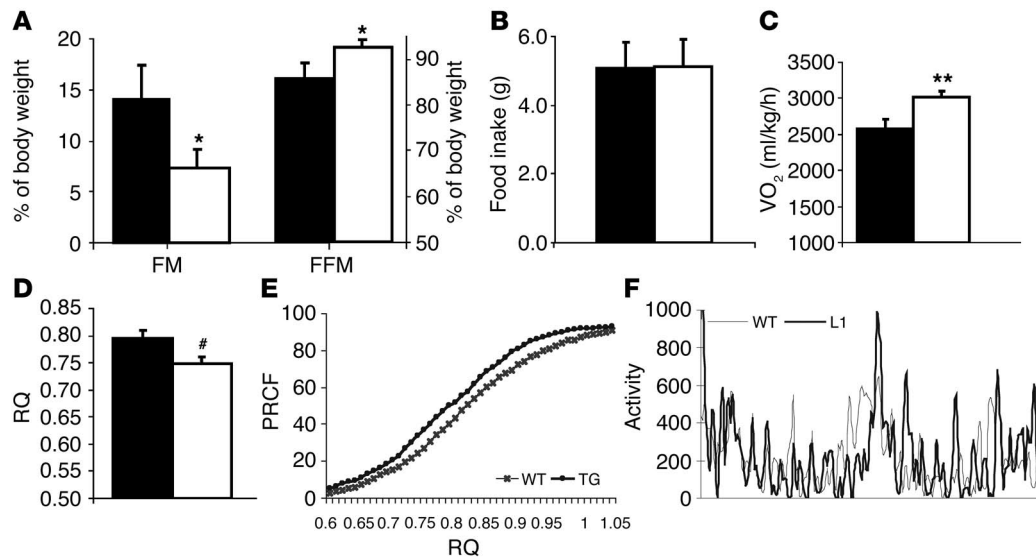 A
% of body weight
20
15
10
5
0
*
*
FM
FFM
90
80
70
60
50
% of body weight
B
Food inake (g)
6.0
4.0
2.0
0.0
C
VO2 (ml/kg/h)
3500
3000
2500
2000
1500
1000
**
D
RQ
0.85
0.80
0.75
0.70
0.65
0.60
0.55
0.50
#
E
PRCF
100
80
60
40
20
0
WT TG
0.6 0.65 0.7 0.75 0.8 0.85 0.9 0.95 1 1.05
RQ
F
Activity
1000
800
600
400
200
0
WT L1